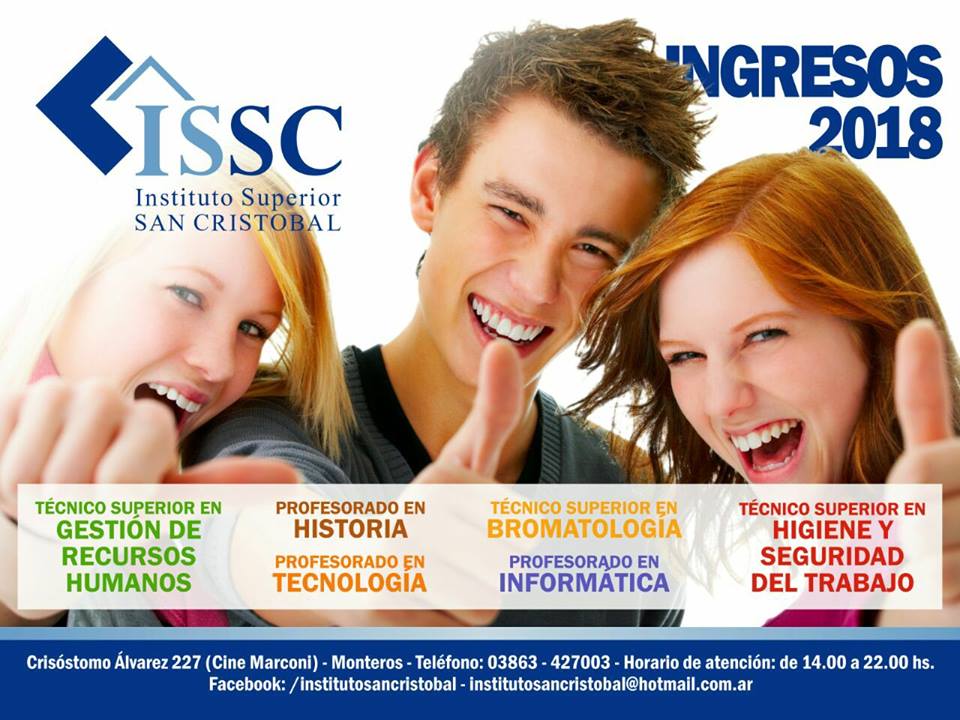 ISSC
Instituto Superior
SAN CRISTOBAL
INGRESOS
2018
TÉCNICO SUPERIOR EN
GESTIÓN DE
RECURSOS
HUMANOS
PROFESORADO EN
HISTORIA
PROFESORADO EN
TECNOLOGÍA
TÉCNICO SUPERIOR EN
BROMATOLOGÍA
PROFESORADO EN
INFORMÁTICA
TÉCNICO SUPERIOR EN
HIGIENE Y
SEGURIDAD
DEL TRABAJO
Crisóstomo Álvarez 227 (Cine Marconi) - Monteros - Teléfono: 03863 - 427003 - Horario de atención: de 14.00 a 22.00 hs.
Facebook: /institutosancristobal - institutosancristobal@hotmail.com.ar